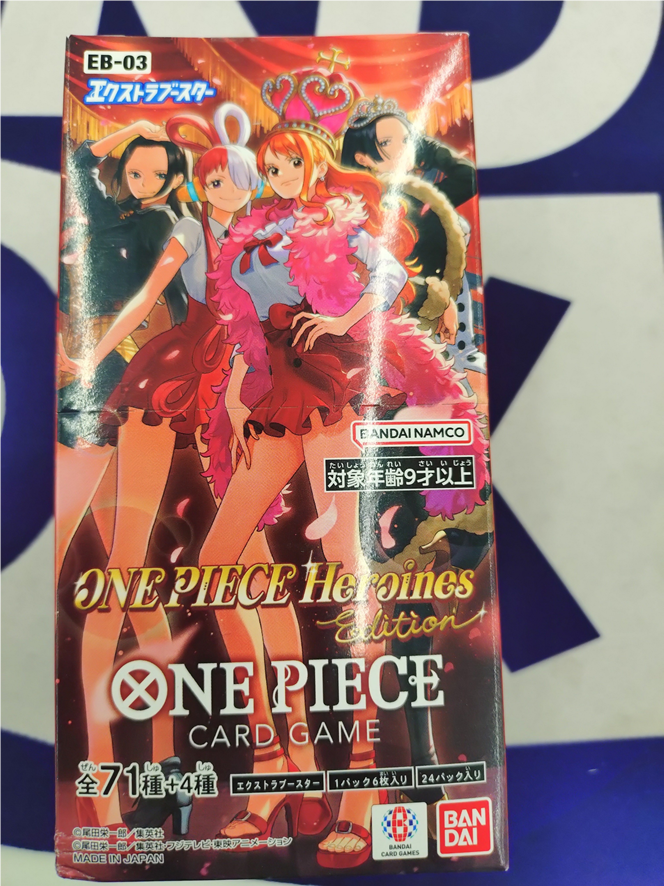 EB-03
エクストラブースター
BANDAI NAMCO
たいしょうねんれい さい いじょう
対象年齢9才以上
ONE PIECE Heroines
Edition
ONE PIECE
CARD GAME
ぜん しゅ しゅ
全71種+4種
エクストラブースター
1パック6枚入り
24パック入り
©尾田栄一郎/集英社
©尾田栄一郎/集英社・フジテレビ・東映アニメーション
MADE IN JAPAN
BANDAI
CARD GAMES
BAN
DAI